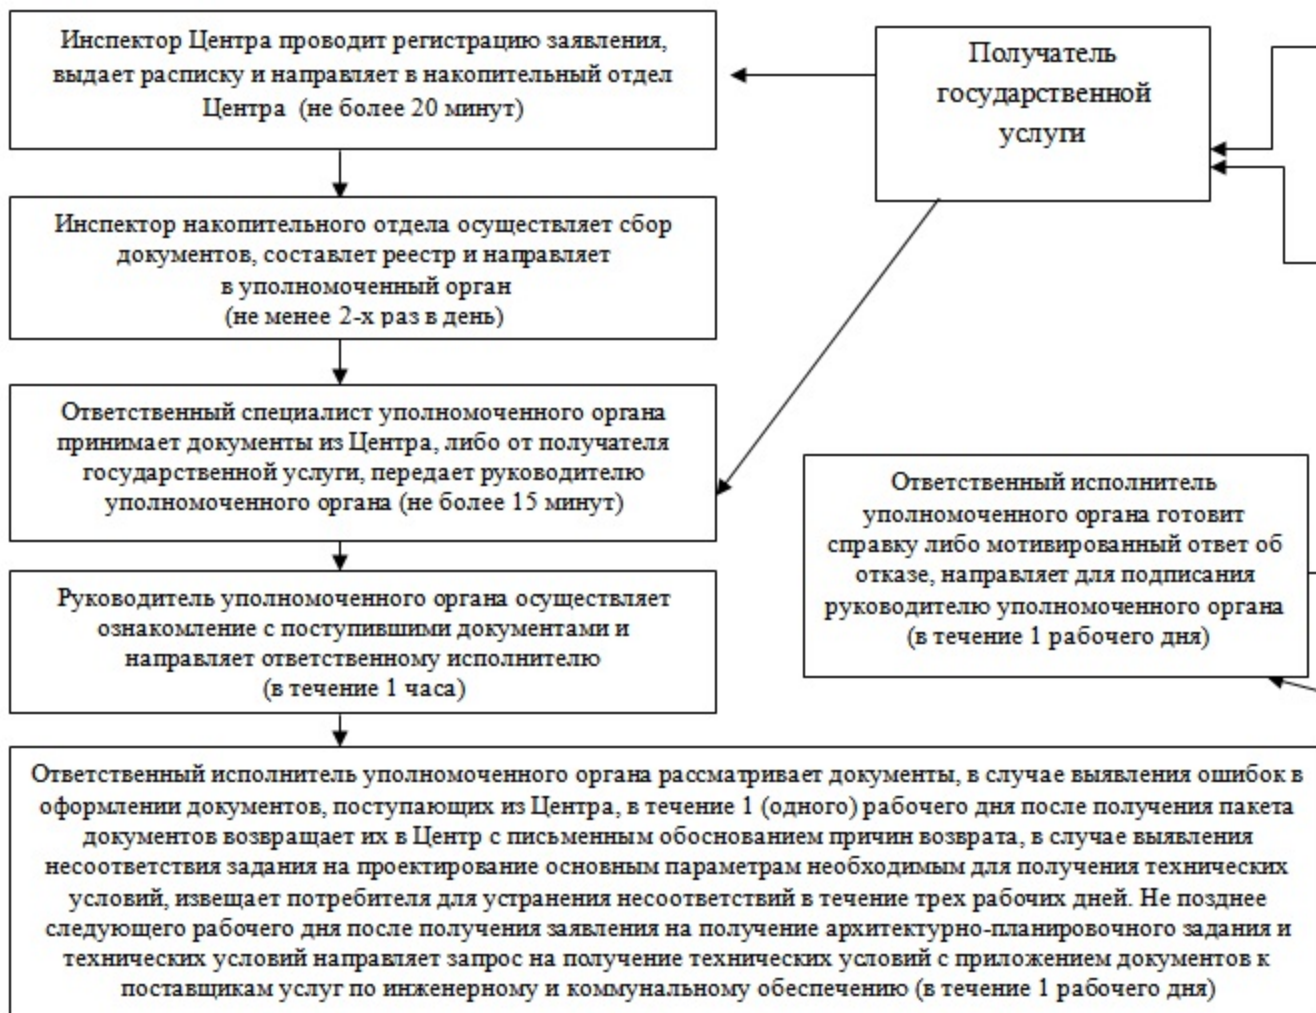 Инспектор Центра проводит регистрацию заявления,
выдает расписку и направляет в накопительный отдел
Центра (не более 20 минут)
Получатель
государственной
услуги
Инспектор накопительного отдела осуществляет сбор
документов, составлет реестр и направляет
в уполномоченный орган
(не менее 2-х раз в день)
Ответственный специалист уполномоченного органа
принимает документы из Центра, либо от получателя
государственной услуги, передает руководителю
уполномоченного органа (не более 15 минут)
Ответственный исполнитель
уполномоченного органа готовит
справку либо мотивированный ответ об
отказе, направляет для подписания
руководителю уполномоченного органа
(в течение 1 рабочего дня)
Руководитель уполномоченного органа осуществляет
ознакомление с поступившими документами и
направляет ответственному исполнителю
(в течение 1 часа)
Ответственный исполнитель уполномоченного органа рассматривает документы, в случае выявления ошибок в
оформлении документов, поступающих из Центра, в течение 1 (одного) рабочего дня после получения пакета
документов возвращает их в Центр с письменным обоснованием причин возврата, в случае выявления
несоответствия задания на проектирование основным параметрам необходимым для получения технических
условий, извещает потребителя для устранения несоответствий в течение трех рабочих дней. Не позднее
следующего рабочего дня после получения заявления на получение архитектурно-планировочного задания и
технических условий направляет запрос на получение технических условий с приложением документов к
поставщикам услуг по инженерному и коммунальному обеспечению (в течение 1 рабочего дня)